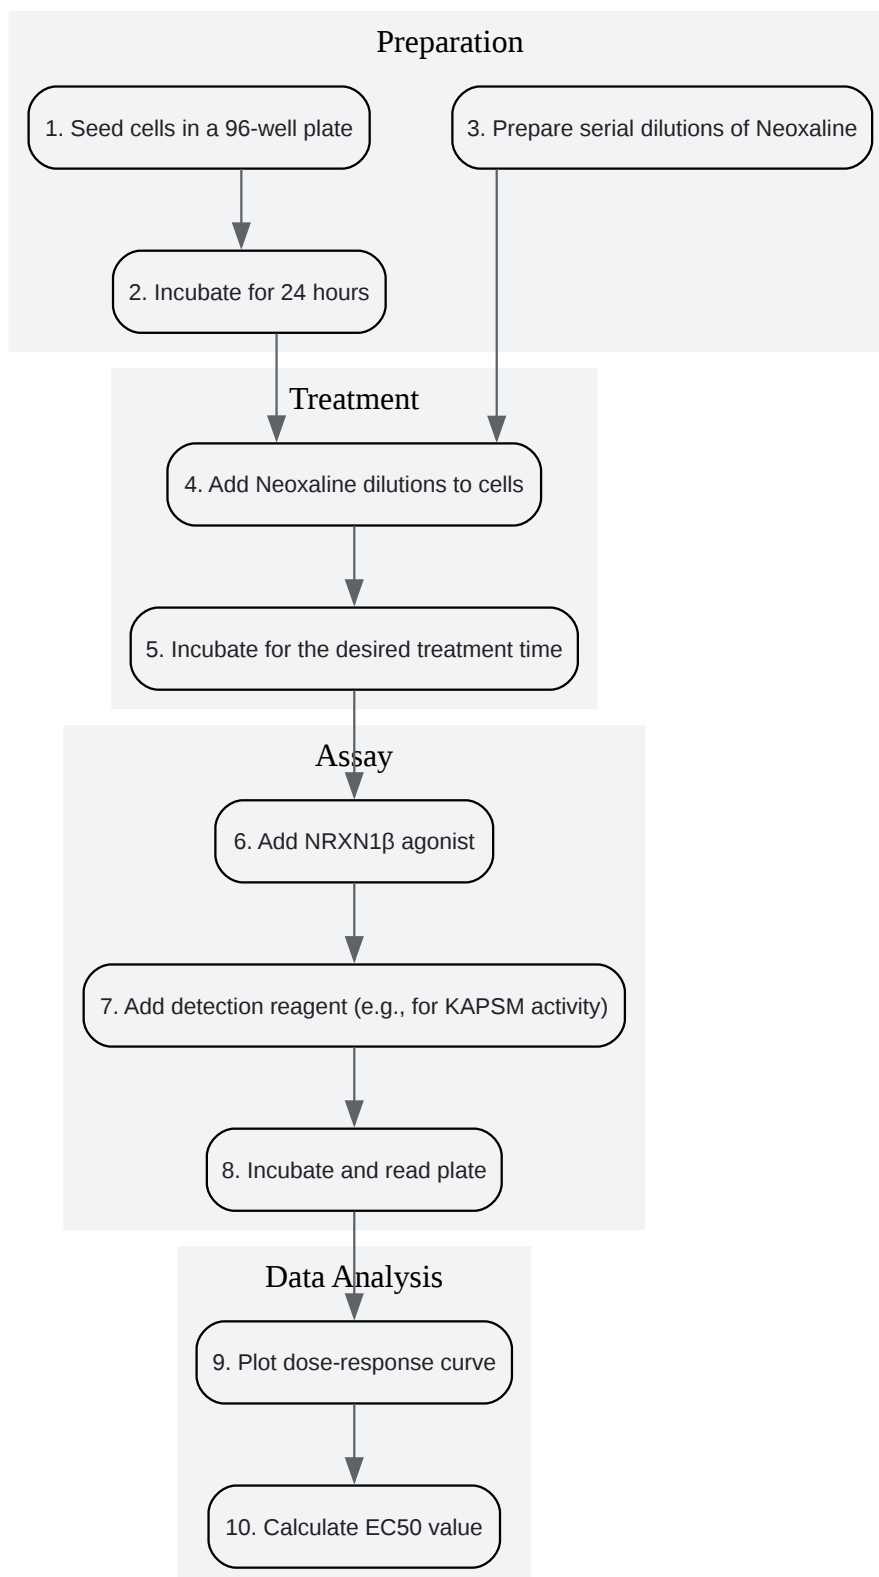 Preparation
1. Seed cells in a 96-well plate
3. Prepare serial dilutions of Neoxaline
2. Incubate for 24 hours
Treatment
4. Add Neoxaline dilutions to cells
5. Incubate for the desired treatment time
Assay
6. Add NRXN1β agonist
7. Add detection reagent (e.g., for KAPSM activity)
8. Incubate and read plate
Data Analysis
9. Plot dose-response curve
10. Calculate EC50 value